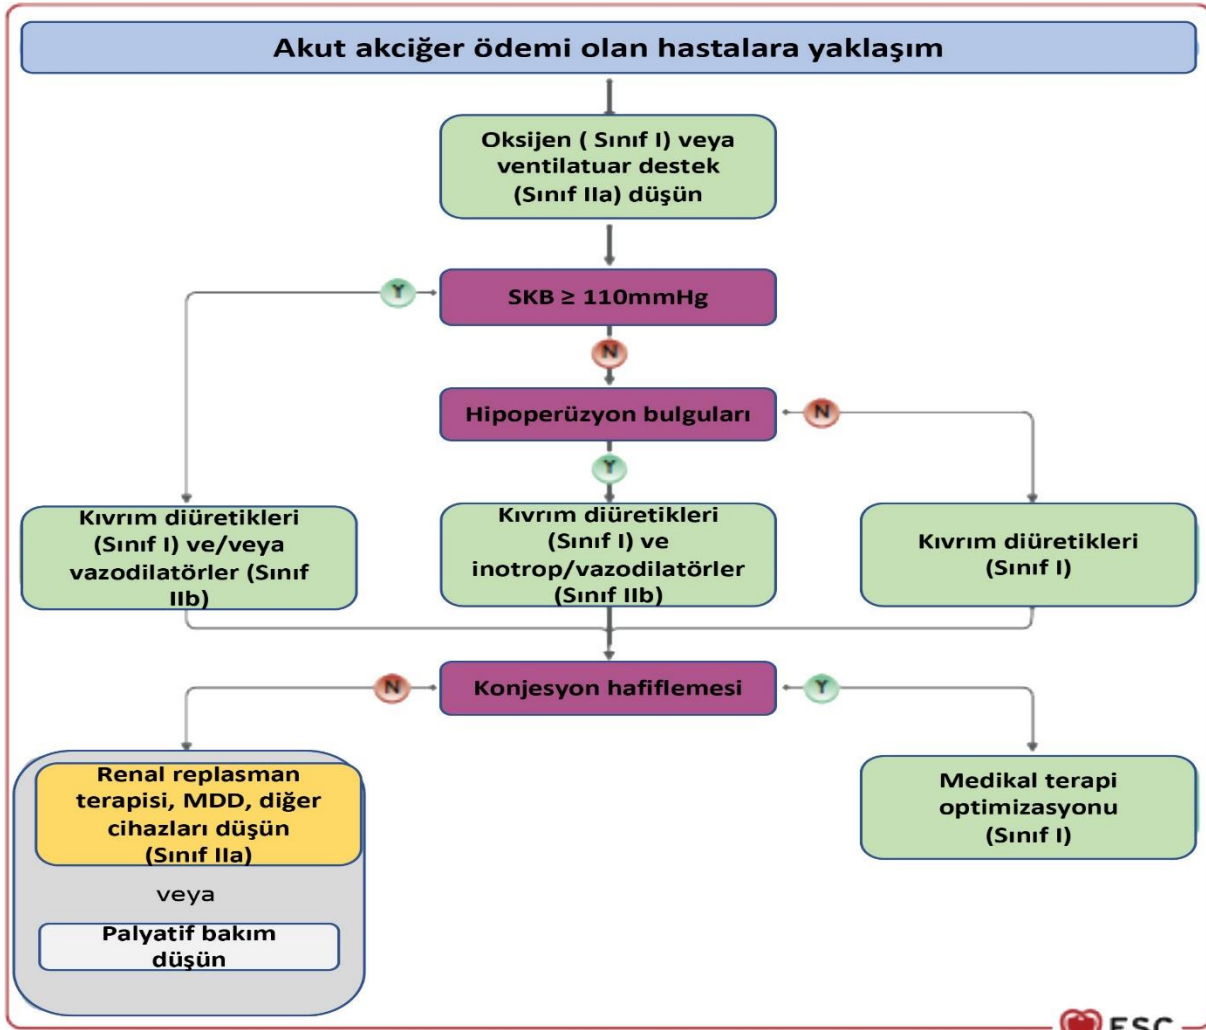 Akut akciğer ödemi olan hastalara yaklaşım
Oksijen ( Sınıf I) veya
ventilatuar destek
(Sınıf IIa) düşün
Y
SKB ≥ 110mmHg
N
Hipoperüzyon bulguları
N
Y
Kıvrım diüretikleri
(Sınıf I) ve/veya
vazodilatörler (Sınıf
IIb)
Kıvrım diüretikleri
(Sınıf I) ve
inotrop/vazodilatörler
(Sınıf IIb)
Kıvrım diüretikleri
(Sınıf I)
N
Konjesyon hafiflemesi
Y
Renal replasman
terapisi, MDD, diğer
cihazları düşün
(Sınıf IIa)
veya
Palyatif bakım
düşün
Medikal terapi
optimizasyonu
(Sınıf I)
ESC